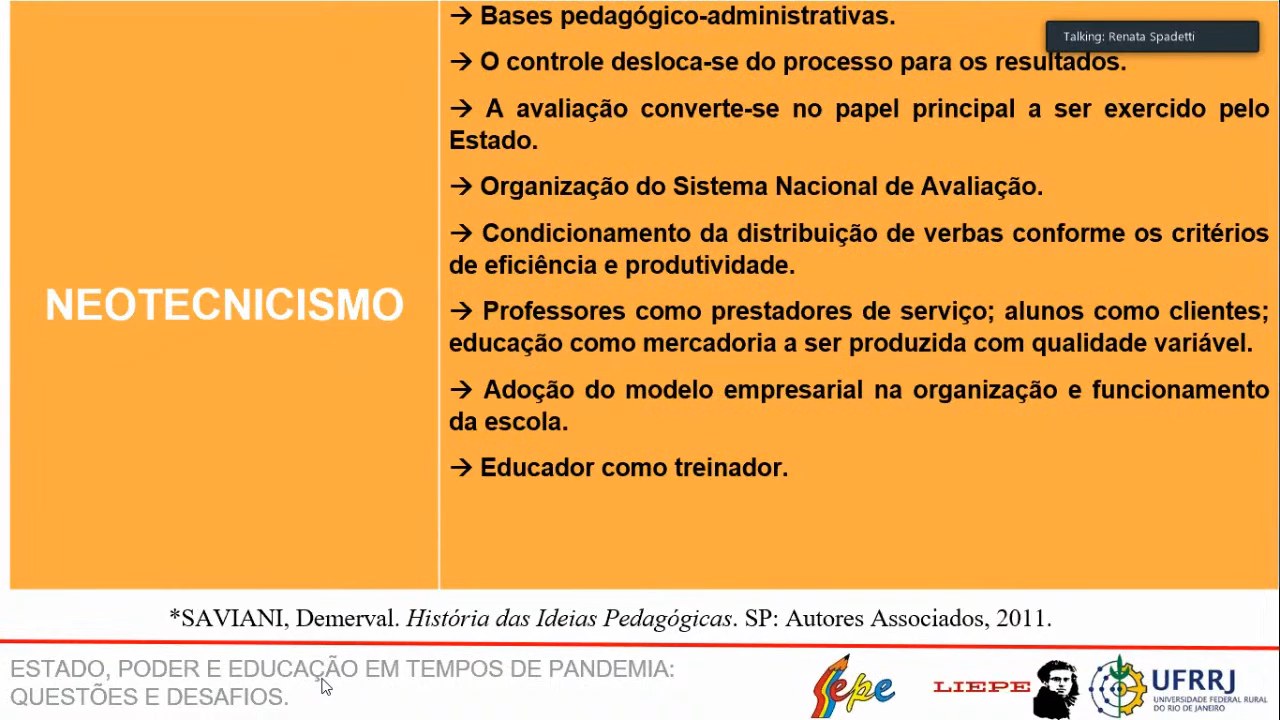 → Bases pedagógico-administrativas.
Talking: Renata Spadetti
→ O controle desloca-se do processo para os resultados.
→ A avaliação converte-se no papel principal a ser exercido pelo
Estado.
→ Organização do Sistema Nacional de Avaliação.
→ Condicionamento da distribuição de verbas conforme os critérios
de eficiência e produtividade.
NEOTECNICISMO
→ Professores como prestadores de serviço; alunos como clientes;
educação como mercadoria a ser produzida com qualidade variável.
→ Adoção do modelo empresarial na organização e funcionamento
da escola.
→ Educador como treinador.
*SAVIANI, Demerval. História das Ideias Pedagógicas. SP: Autores Associados, 2011.
ESTADO, PODER E EDUCAÇÃO EM TEMPOS DE PANDEMIA:
QUESTÕES E DESAFIOS.
Sepe
LIEPE
UFRRJ
UNIVERSIDADE FEDERAL RURAL
DO RIO DE JANEIRO